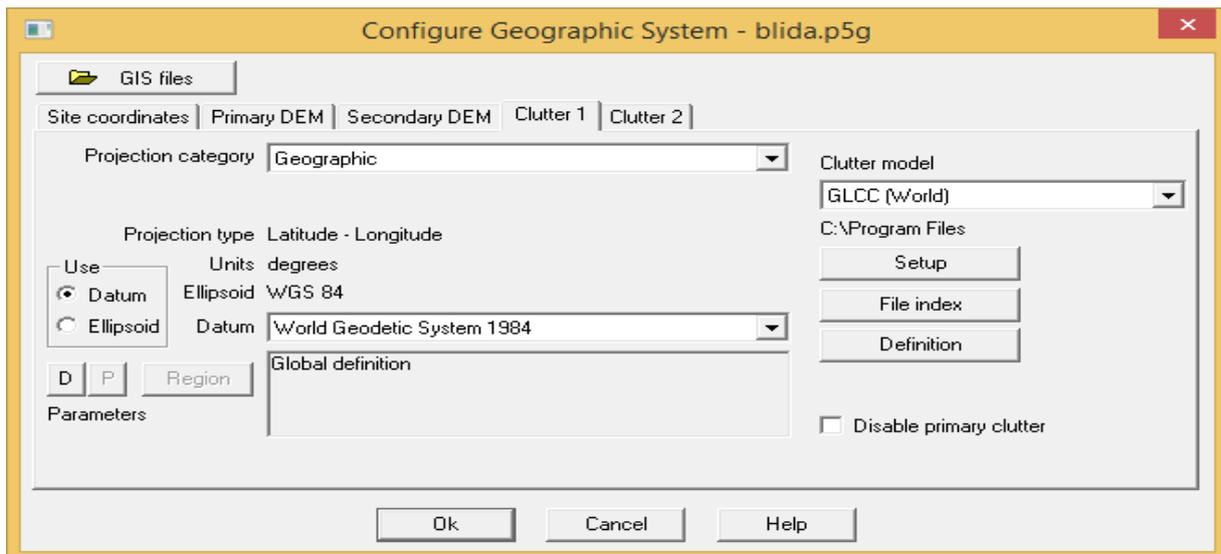 Configure Geographic System - blida.p5g
GIS files
Site coordinates Primary DEM Secondary DEM Clutter 1 Clutter 2
Projection category Geographic
Projection type Latitude - Longitude
Units degrees
Ellipsoid WGS 84
Datum World Geodetic System 1984
Global definition
Use
Datum
Ellipsoid
D P Region
Parameters
Clutter model
GLCC (World)
C:\Program Files
Setup
File index
Definition
Disable primary clutter
Ok Cancel Help